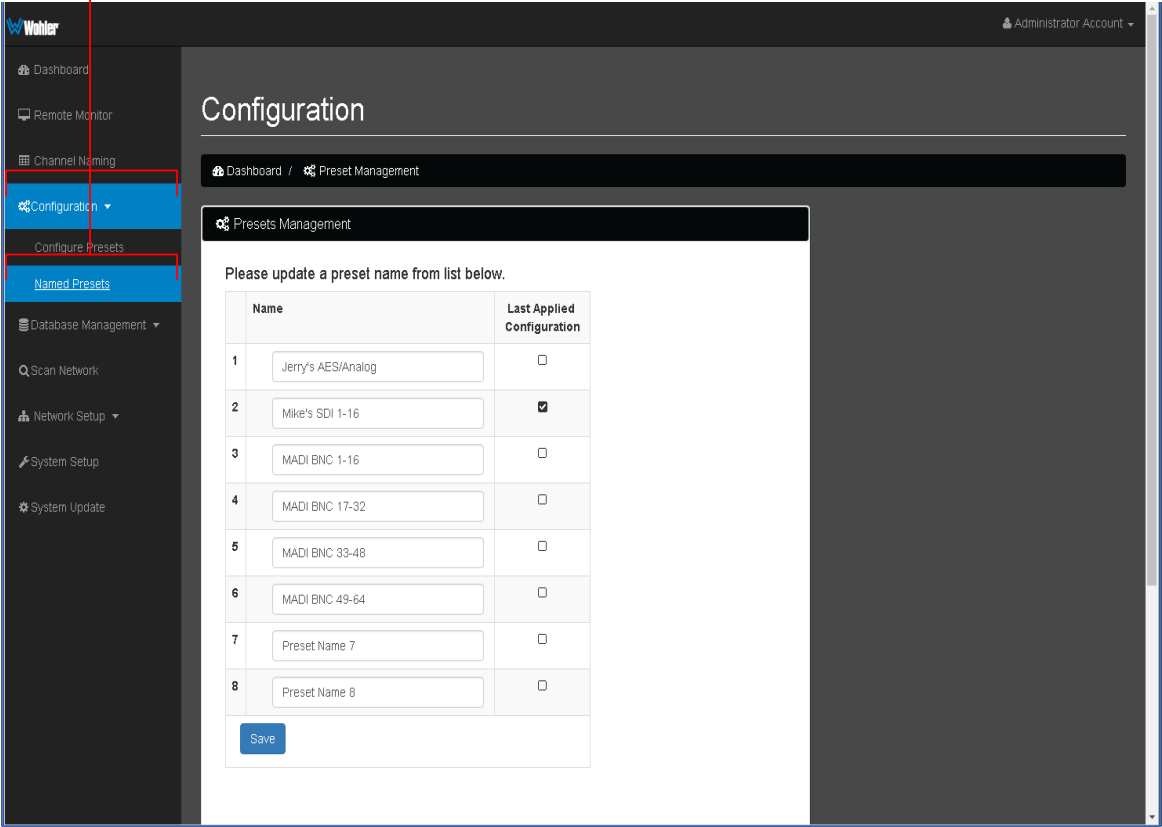 Wohler
Administrator Account
Dashboard
Remote Monitor
Channel Naming
Configuration
Configure Presets
Named Presets
Database Management
Scan Network
Network Setup
System Setup
System Update
Configuration
Dashboard / Preset Management
Presets Management
Please update a preset name from list below.
Name
Last Applied
Configuration
1 Jerry's AES/Analog
2 Mike's SDI 1-16
3 MADI BNC 1-16
4 MADI BNC 17-32
5 MADI BNC 33-48
6 MADI BNC 49-64
7 Preset Name 7
8 Preset Name 8
Save